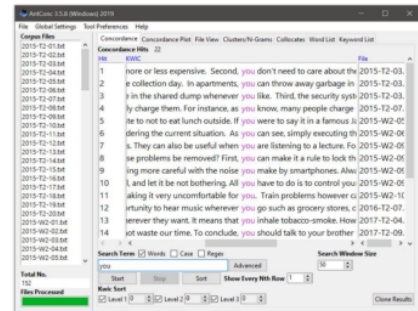 AntConc 3.5.8 (Windows) 2019
File Global Settings Tool Preferences Help
Corpus Files
2015-T2-01.txt
2015-T2-02.txt
2015-T2-03.txt
2015-T2-04.txt
2015-T2-05.txt
2015-T2-06.txt
2015-T2-07.txt
2015-T2-08.txt
2015-T2-09.txt
2015-T2-10.txt
2015-T2-11.txt
2015-T2-12.txt
2015-T2-13.txt
2015-T2-14.txt
2015-T2-15.txt
2015-T2-16.txt
2015-T2-17.txt
2015-T2-18.txt
2015-T2-19.txt
2015-T2-20.txt
2015-W2-01.txt
2015-W2-02.txt
2015-W2-03.txt
2015-W2-04.txt
2015-W2-05.txt
Total No.
152
Files Processed
Concordance Concordance Plot File View Clusters/N-Grams Collocates Word List Keyword List
Concordance Hits 22
Hit KWIC File
1 more or less expensive. Second, you don't need to care about the 2015-T2-03.
2 e collection day. In apartments, you can throw away garbage in 2015-T2-03.
3 in the shared dump whenever you like. Third, the security syst 2015-T2-03.
4 ly charge them. For instance, as you know, many people charge 2015-T2-07.
5 te to not to eat lunch outside. If you were to say it in a famous Ja 2015-W2-05
6 dering the current situation. As you can see, simply executing th 2015-W2-06
7 s. They can also be useful when you are listening to a lecture. Fo 2015-W2-09
8 se problems be removed? First, you can make it a rule to lock th 2015-W2-09
9 ing more careful with the noise you make by smartphones. Alwa 2015-W2-09
10 l, and let it be not bothering. All you have to do is to control you 2015-W2-09
11 aking it very uncomfortable for you. Train problems however ca 2015-W2-10
12 ortunity to hear music wherever you go such as grocery stores, c 2016-T2-07.
13 nerever they want. It means that you inhale tobacco-smoke. How 2017-T2-04.
14 ot waste our time. To conclude, you should talk to your brother 2017-T2-09.
Search Term Words Case Regex Search Window Size
you Advanced 50
Start Stop Sort Show Every Nth Row 1
Kwic Sort
Level 1 0 Level 2 0 Level 3 0 Clone Results